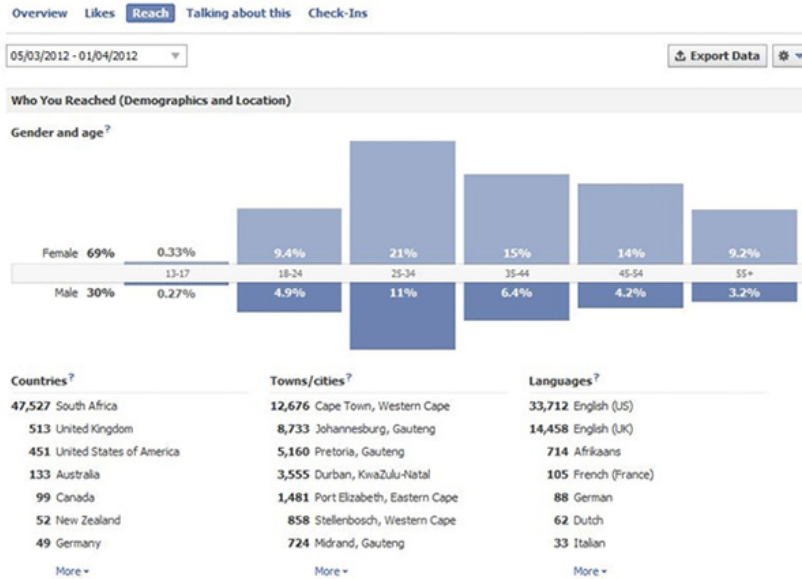 Overview Likes Reach Talking about this Check-Ins
05/03/2012 - 01/04/2012
Export Data
Who You Reached (Demographics and Location)
Gender and age?
Female 69% 0.33% 9.4% 21% 15% 14% 9.2%
13-17 18-24 25-34 35-44 45-54 55+
Male 30% 0.27% 4.9% 11% 6.4% 4.2% 3.2%
Countries?
47,527 South Africa
513 United Kingdom
451 United States of America
133 Australia
99 Canada
52 New Zealand
49 Germany
More
Towns/cities?
12,676 Cape Town, Western Cape
8,733 Johannesburg, Gauteng
5,160 Pretoria, Gauteng
3,555 Durban, KwaZulu-Natal
1,481 Port Elizabeth, Eastern Cape
858 Stellenbosch, Western Cape
724 Midrand, Gauteng
More
Languages?
33,712 English (US)
14,458 English (UK)
714 Afrikaans
105 French (France)
88 German
62 Dutch
33 Italian
More